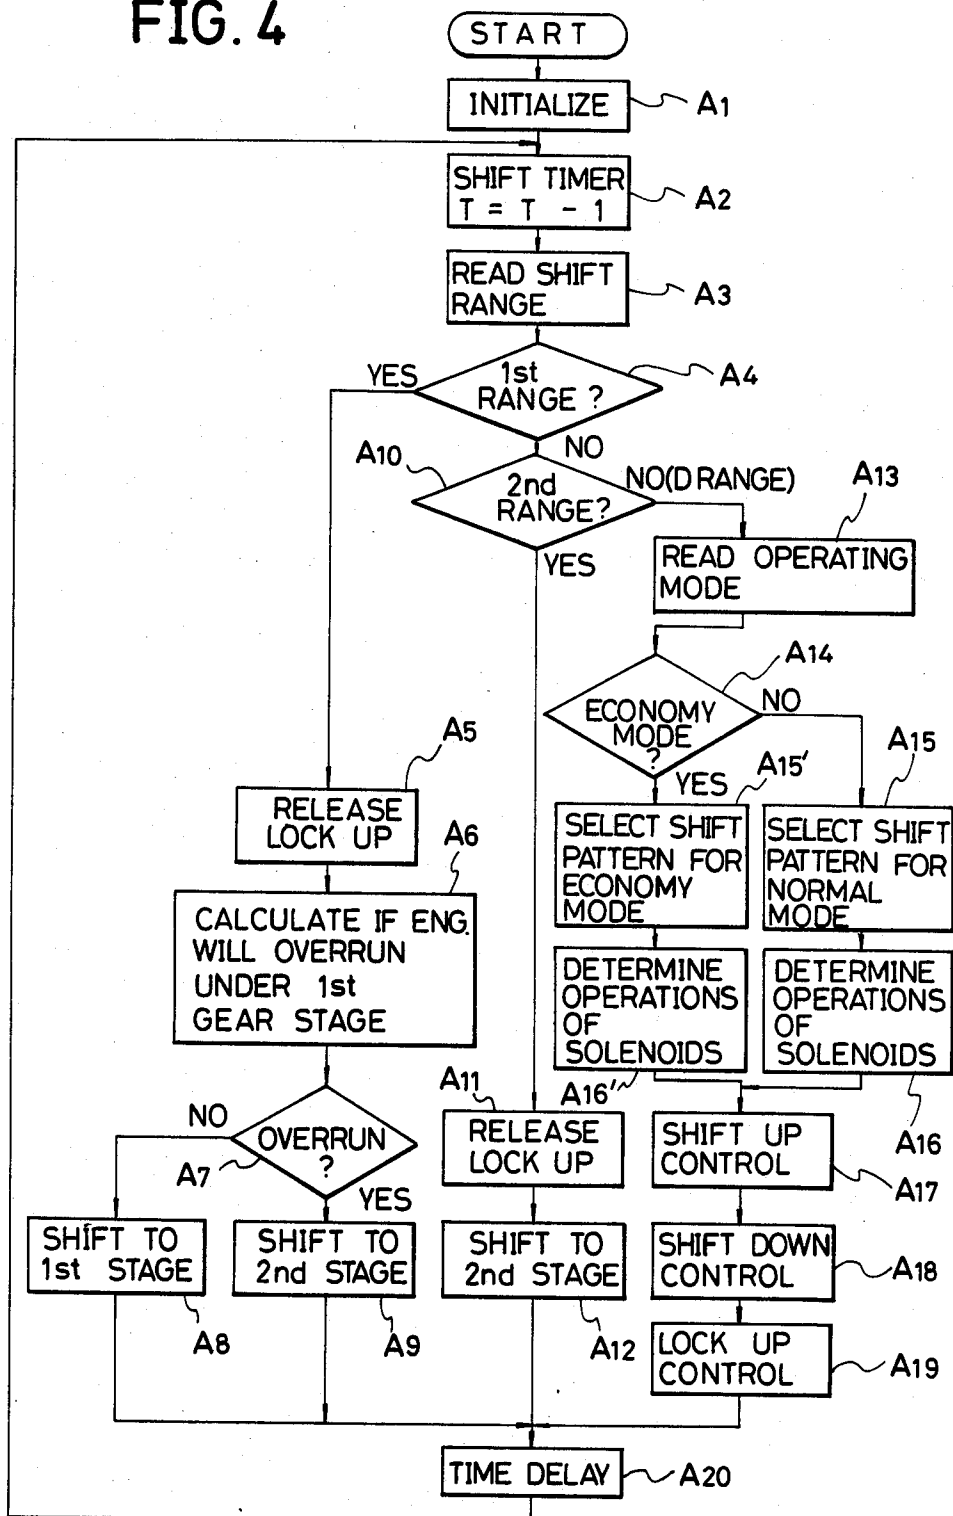 FIG. 4
START
INITIALIZE
A1
SHIFT TIMER
T = T - 1
A2
READ SHIFT
RANGE
A3
1st
RANGE ?
A4
YES
NO
A10
2nd
RANGE?
NO(D RANGE)
YES
A13
READ OPERATING
MODE
A14
ECONOMY
MODE
?
NO
YES
A5
RELEASE
LOCK UP
A15'
SELECT SHIFT
PATTERN FOR
ECONOMY
MODE
A15
SELECT SHIFT
PATTERN FOR
NORMAL
MODE
A6
CALCULATE IF ENG.
WILL OVERRUN
UNDER 1st
GEAR STAGE
DETERMINE
OPERATIONS
OF
SOLENOIDS
A16'
DETERMINE
OPERATIONS
OF
SOLENOIDS
A16
NO
OVERRUN
?
A7
YES
A11
RELEASE
LOCK UP
SHIFT UP
CONTROL
A17
SHIFT TO
1st STAGE
A8
SHIFT TO
2nd STAGE
A9
SHIFT TO
2nd STAGE
A12
SHIFT DOWN
CONTROL
A18
LOCK UP
CONTROL
A19
TIME DELAY
A20